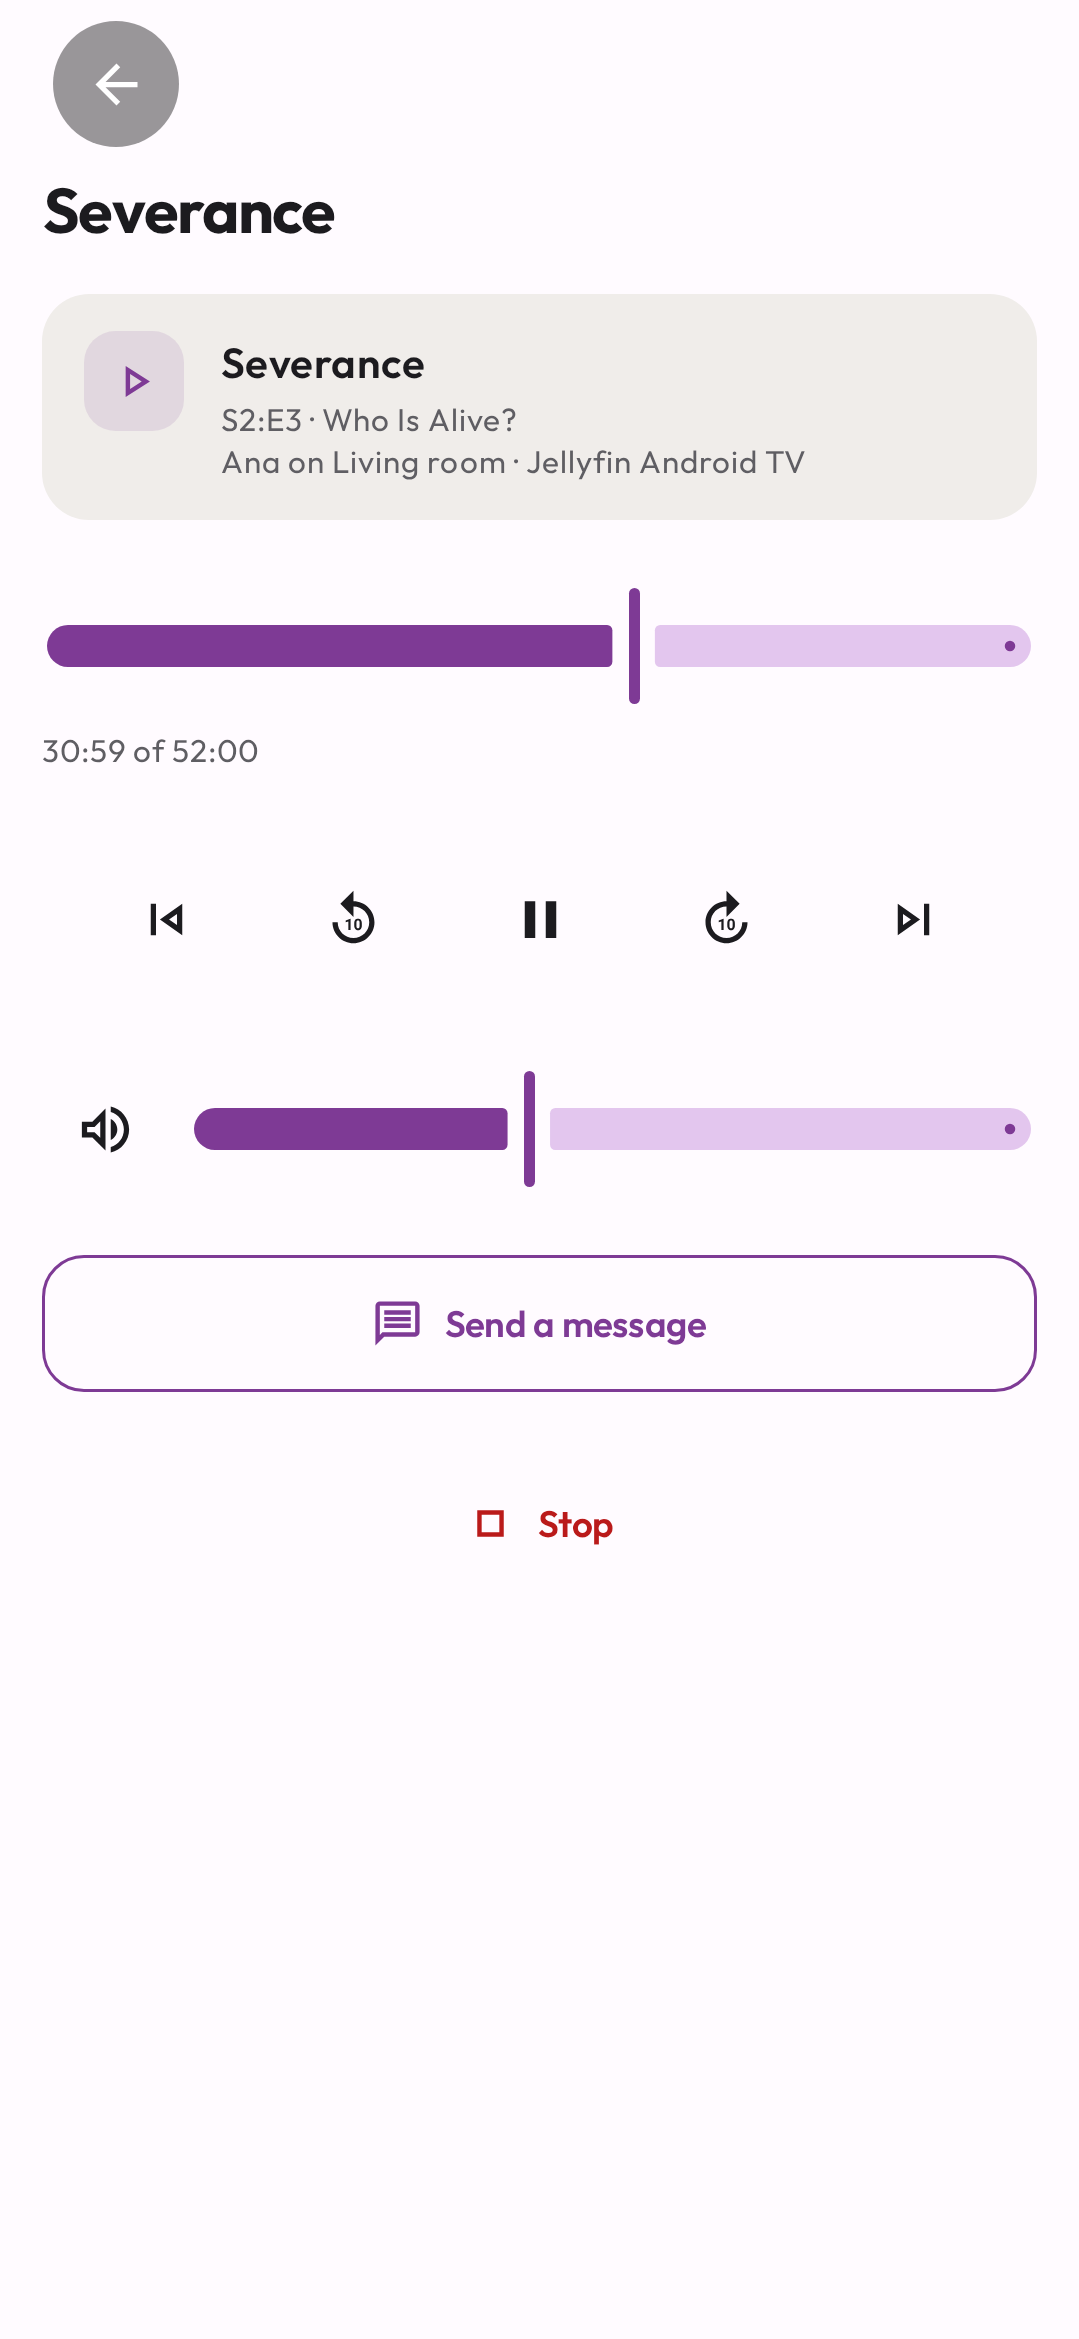 Severance
Severance
S2:E3 · Who Is Alive?
Ana on Living room · Jellyfin Android TV
30:59 of 52:00
10
10
Send a message
Stop